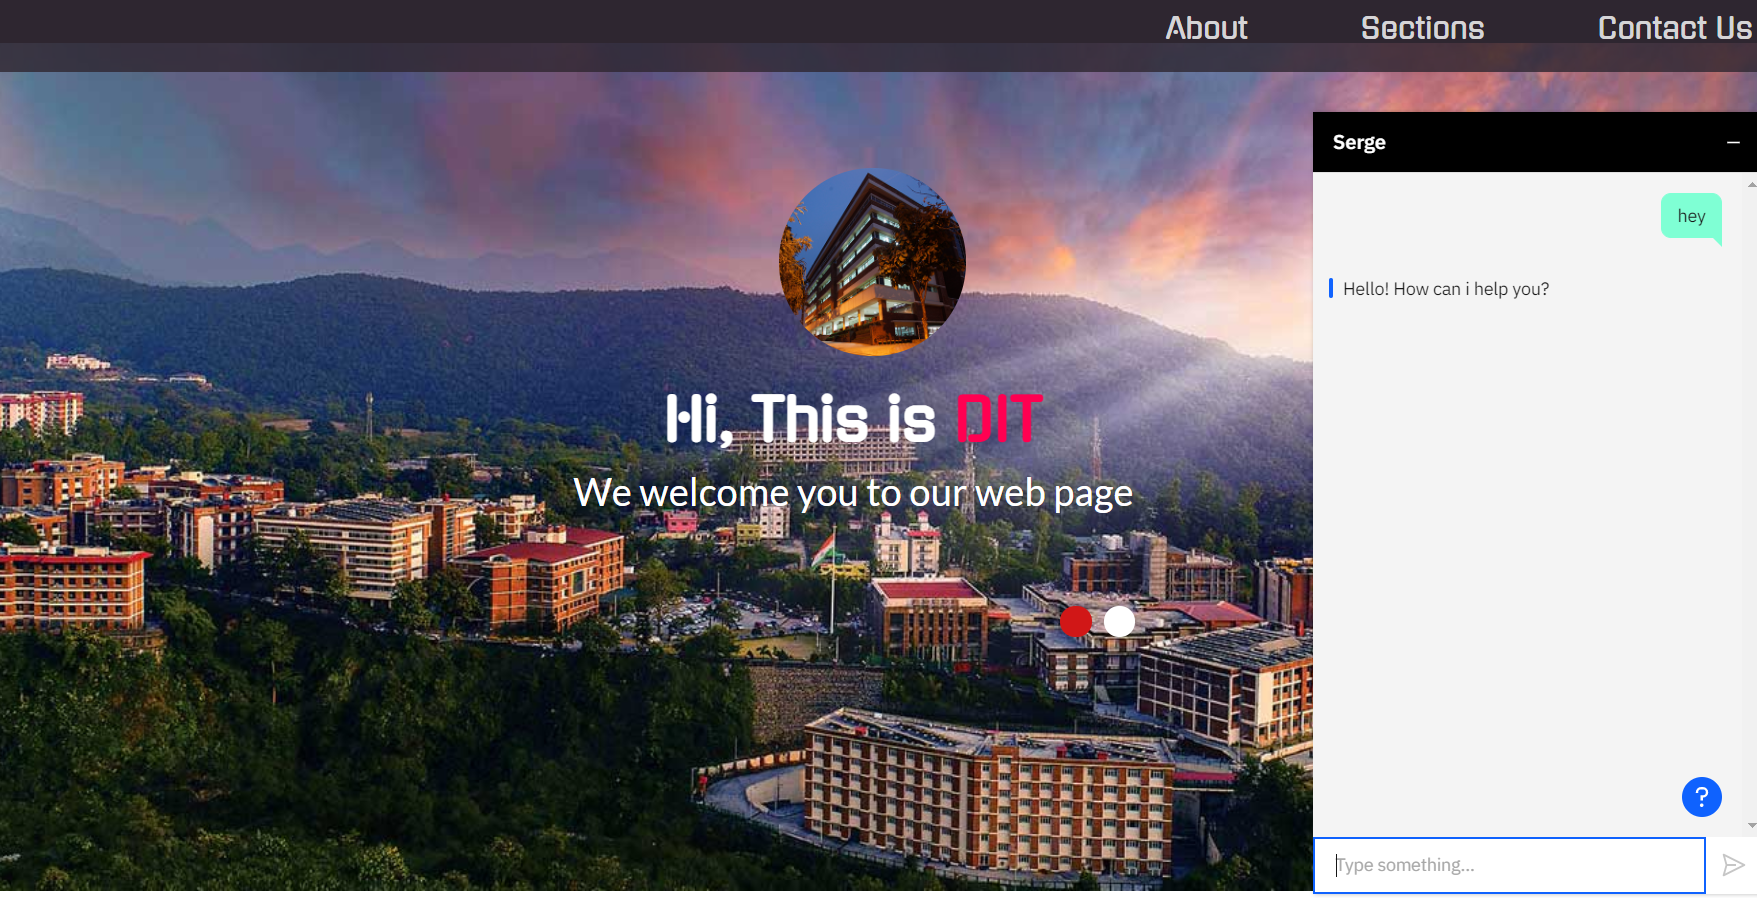 About
Sections
Contact Us
Serge
hey
Hello! How can i help you?
Hi, This is DIT
We welcome you to our web page
?
Type something...